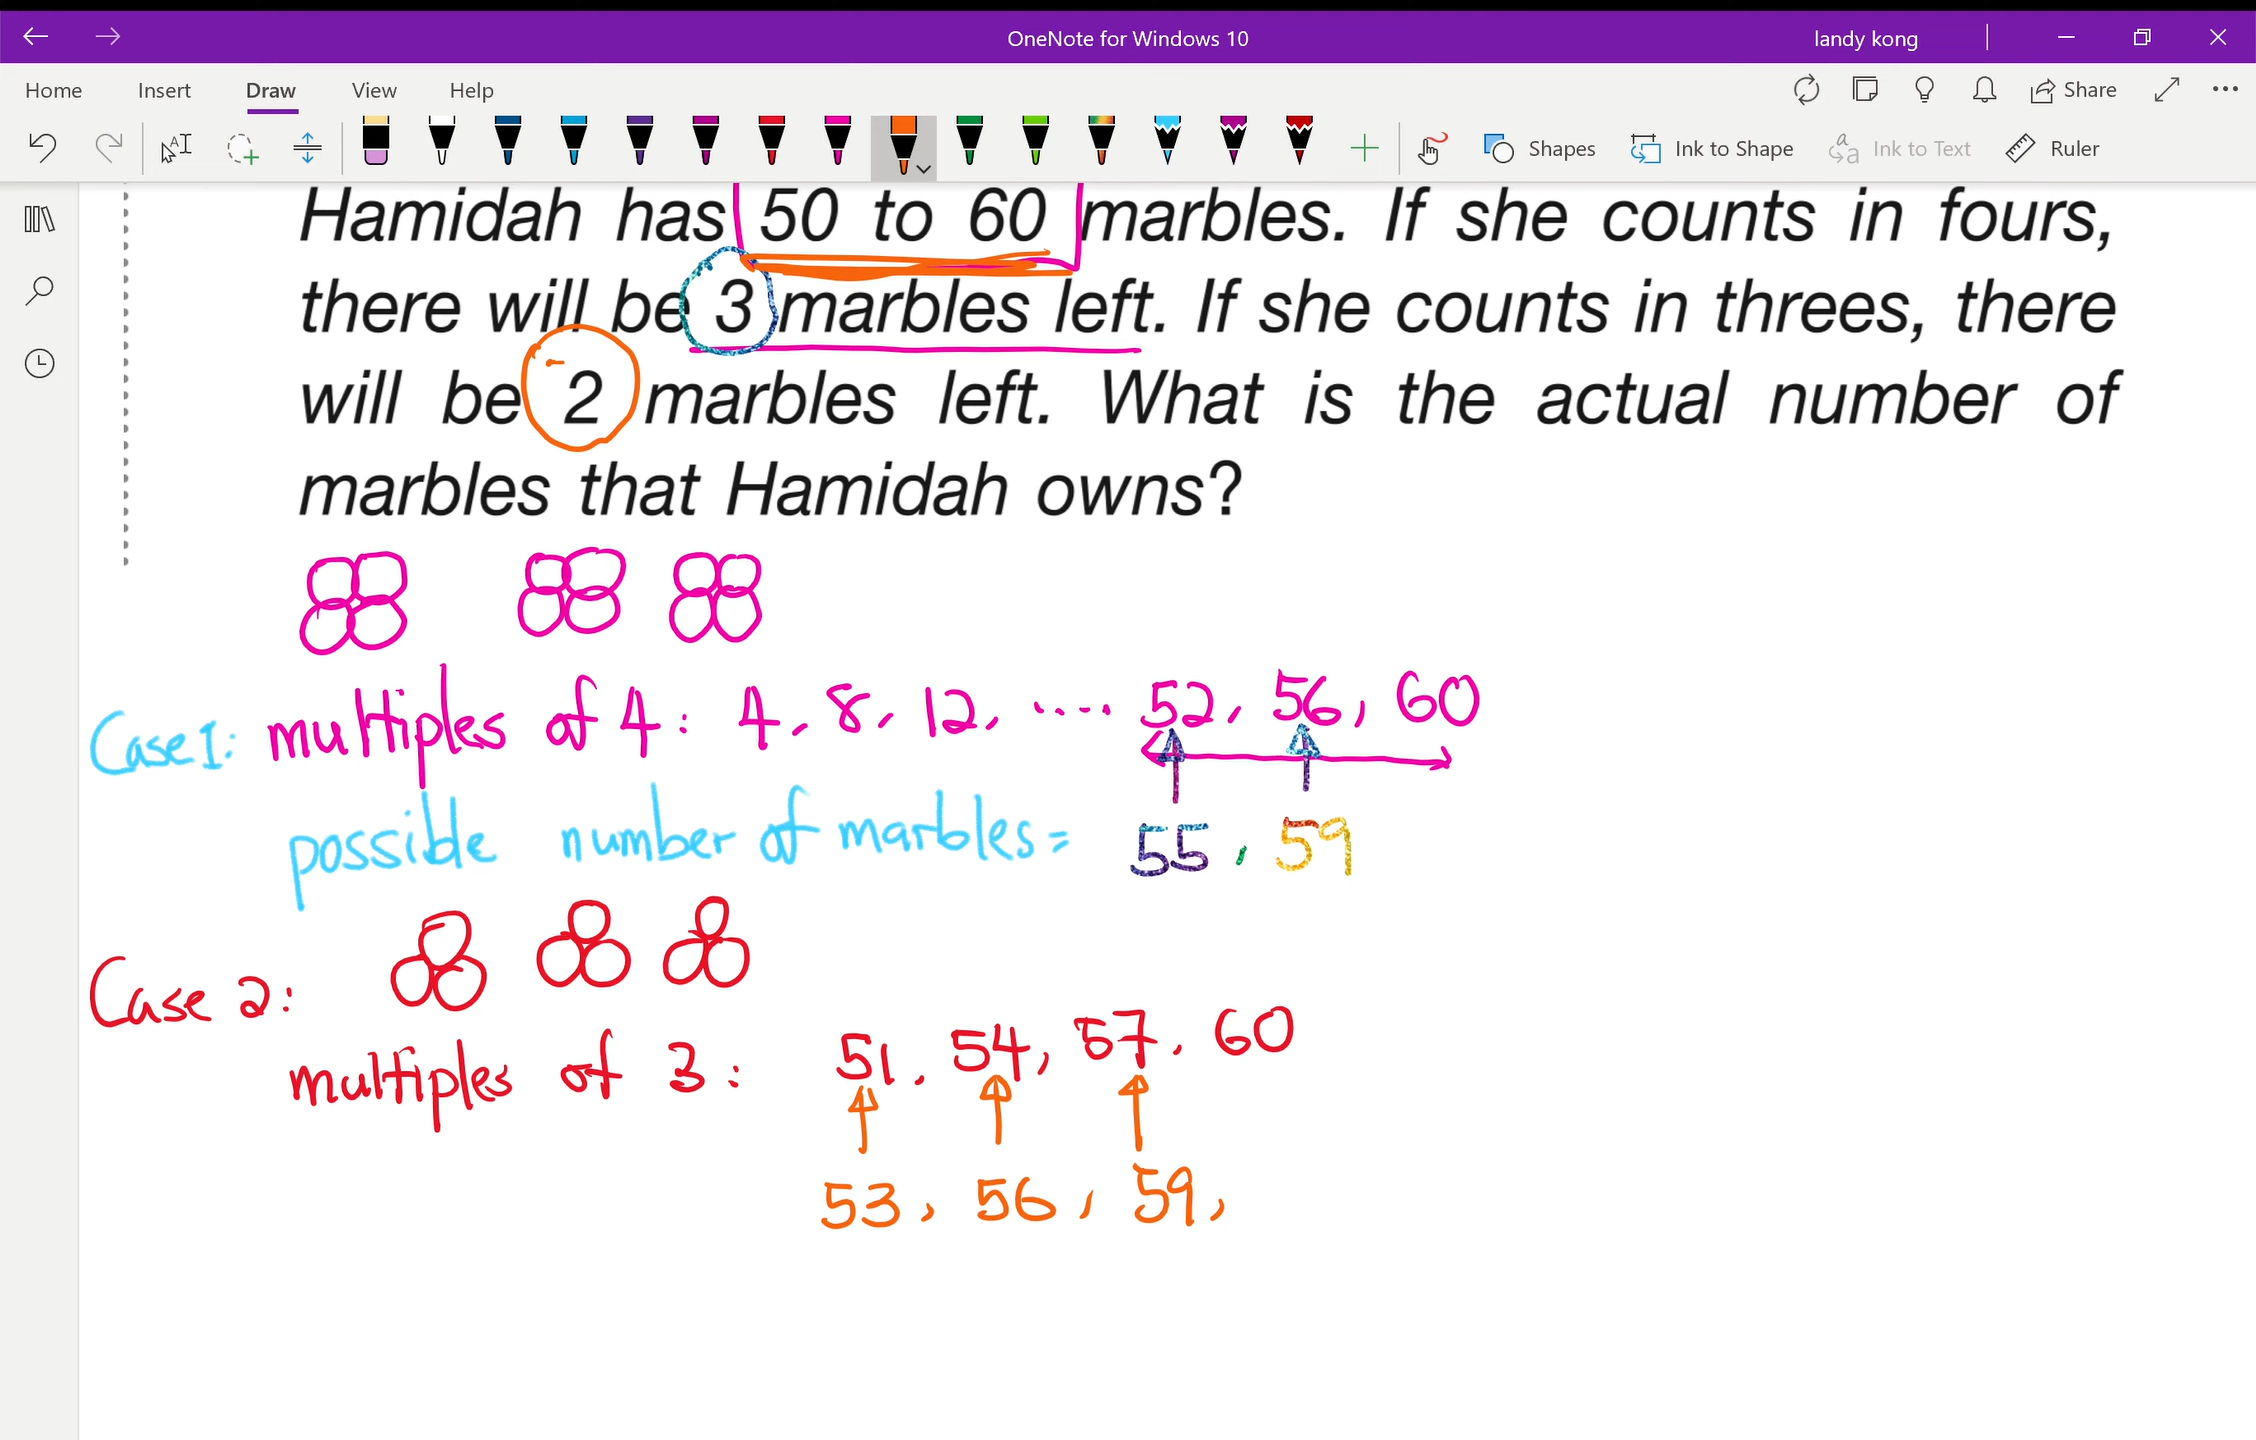 OneNote for Windows 10
landy kong
Home Insert Draw View Help
Share
Shapes Ink to Shape Ink to Text Ruler
Hamidah has 50 to 60 marbles. If she counts in fours,
there will be 3 marbles left. If she counts in threes, there
will be 2 marbles left. What is the actual number of
marbles that Hamidah owns?
Case 1: multiples of 4: 4, 8, 12, ..... 52, 56, 60
possible number of marbles = 55, 59
Case 2:
multiples of 3: 51, 54, 57, 60
53, 56, 59,